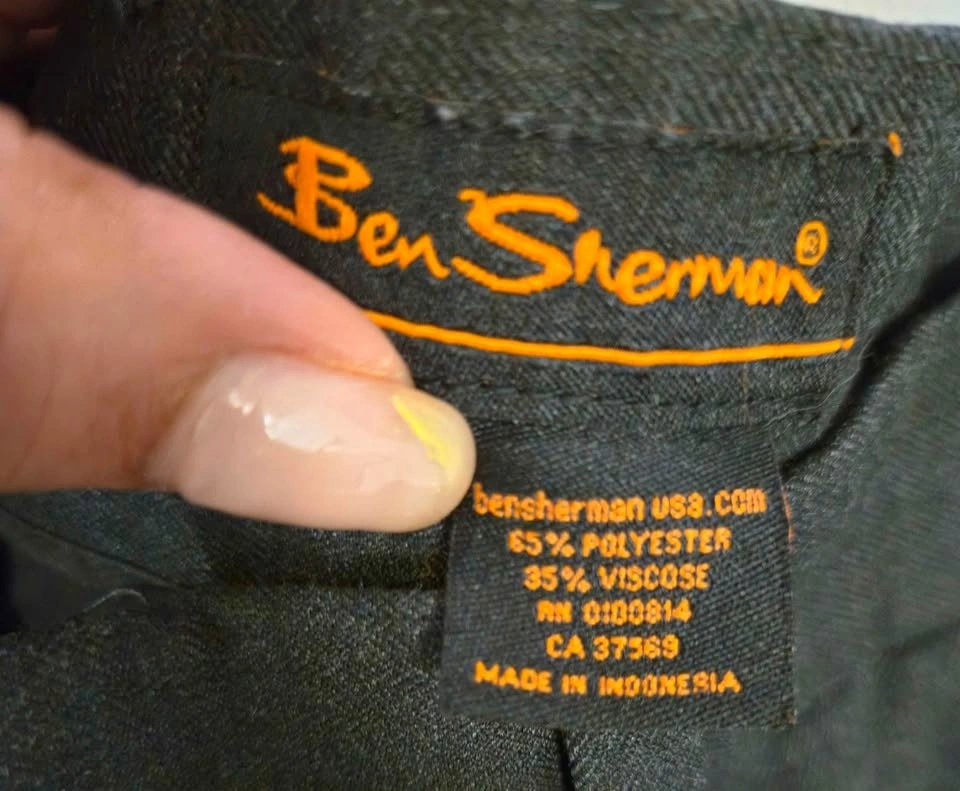 Ben Sherman®
bensherman usa.com
65% POLYESTER
35% VISCOSE
RN 0100814
CA 37569
MADE IN INDONESIA